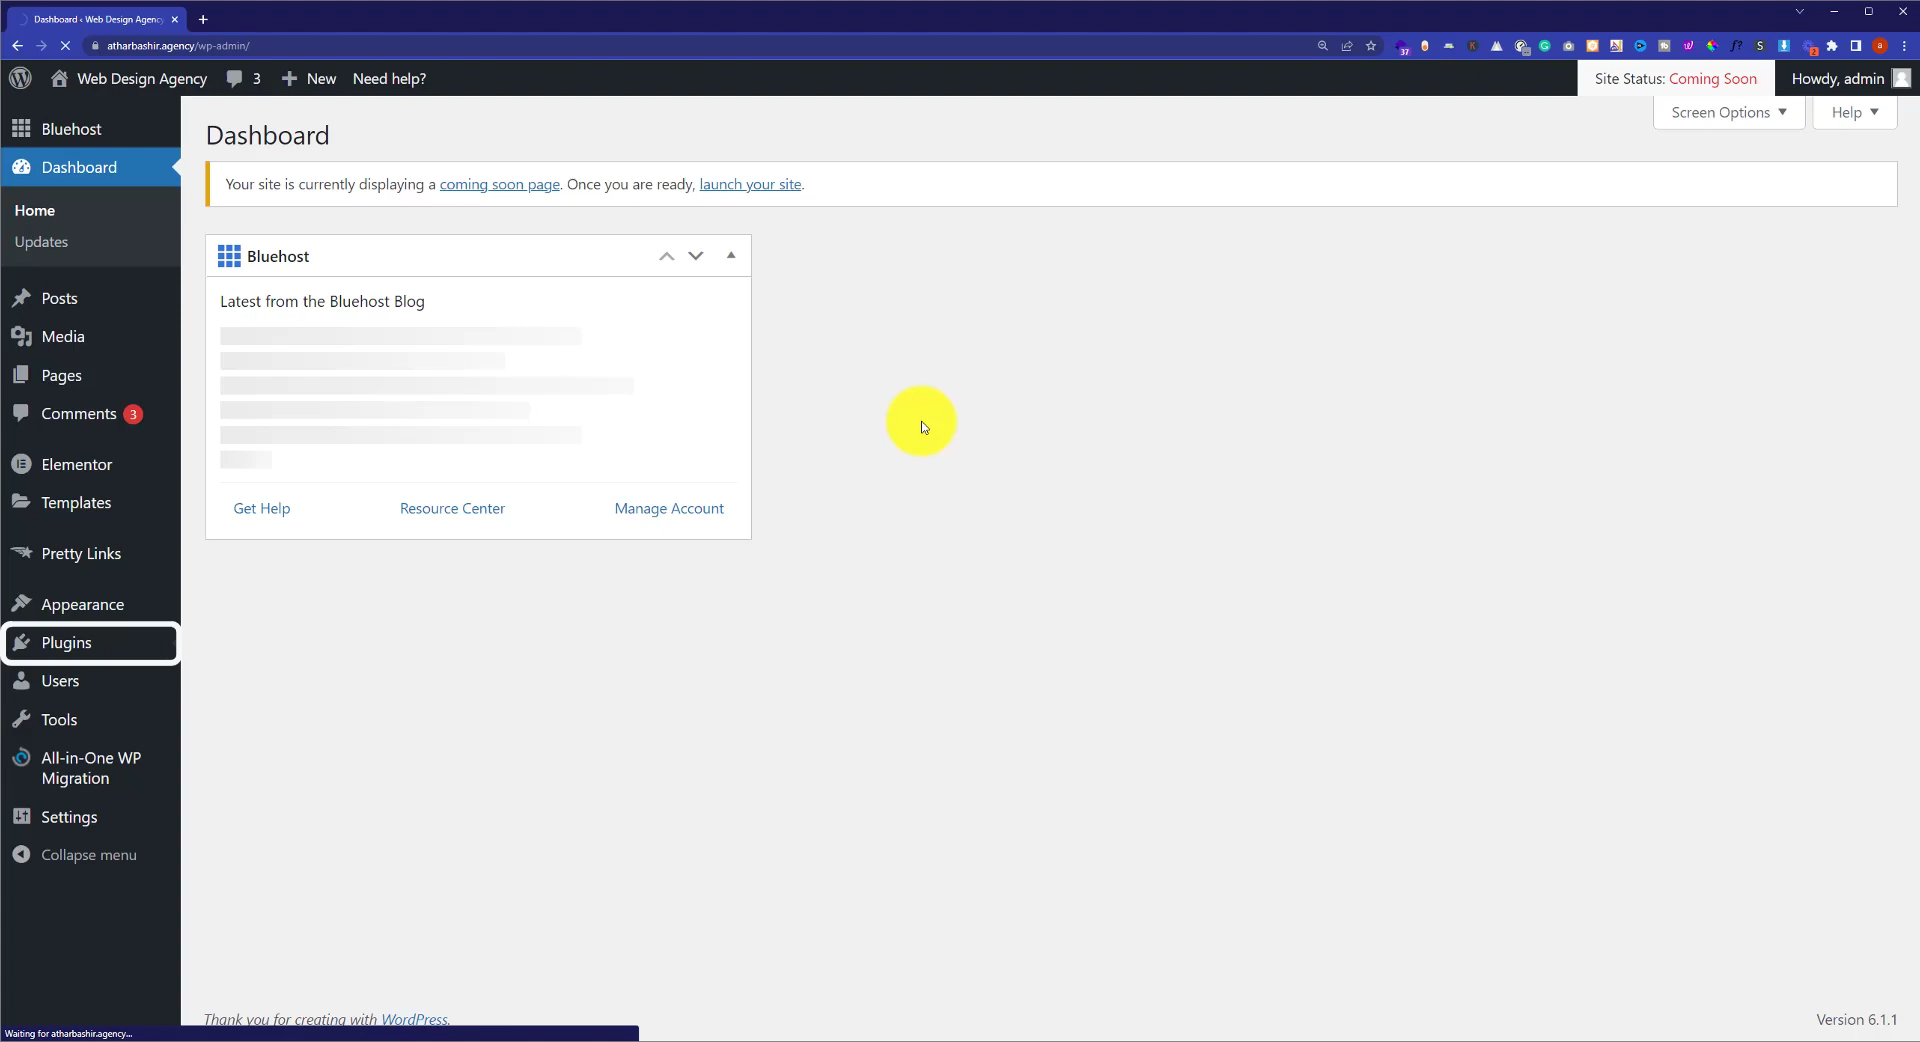 Dashboard ‹ Web Design Agency
atharbashir.agency/wp-admin/
37
2
a
Web Design Agency
3
New
Need help?
Site Status: Coming Soon
Howdy, admin
Screen Options
Help
Bluehost
Dashboard
Home
Updates
Posts
Media
Pages
Comments 3
Elementor
Templates
Pretty Links
Appearance
Plugins
Users
Tools
All-in-One WP
Migration
Settings
Collapse menu
Dashboard
Your site is currently displaying a coming soon page. Once you are ready, launch your site.
Bluehost
Latest from the Bluehost Blog
Get Help
Resource Center
Manage Account
Thank you for creating with WordPress.
Version 6.1.1
Waiting for atharbashir.agency...